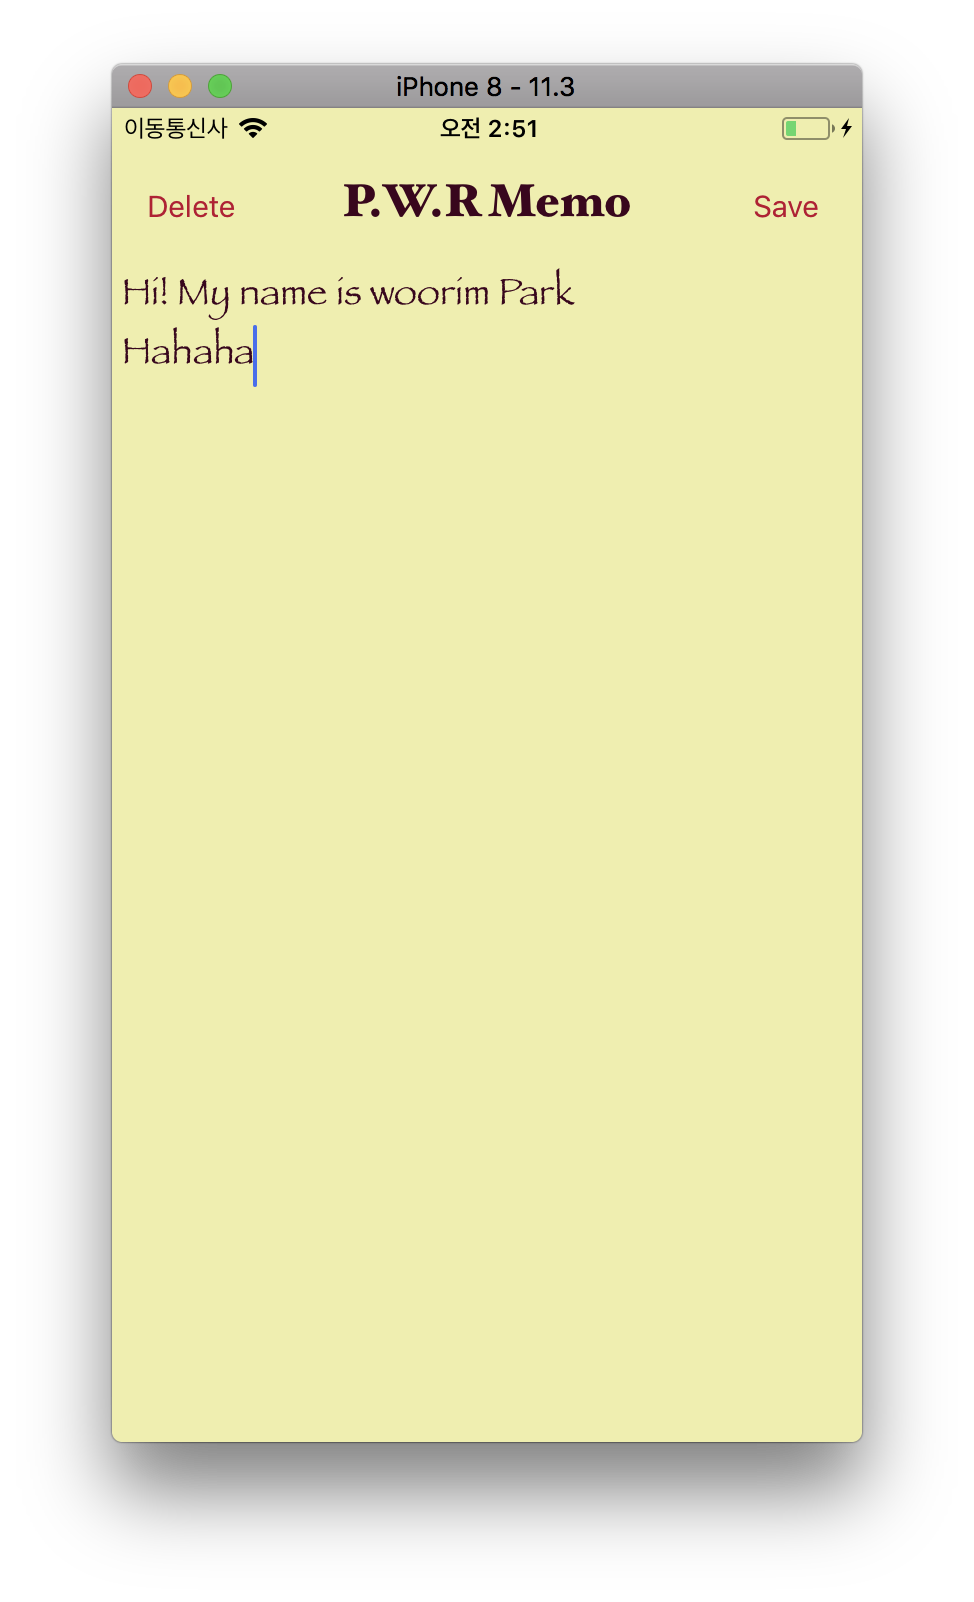 iPhone 8 - 11.3
이동통신사 오전 2:51
Delete P.W.R Memo Save
Hi! My name is woorim Park
Hahaha